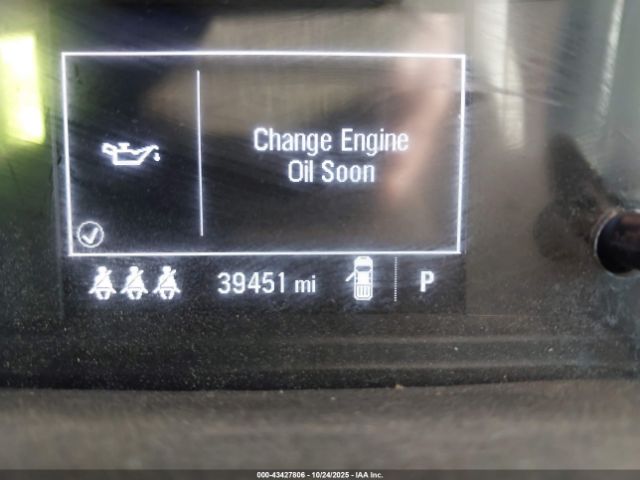 Change Engine
Oil Soon
39451 mi
P
000-43427806 - 10/24/2025 - IAA Inc.